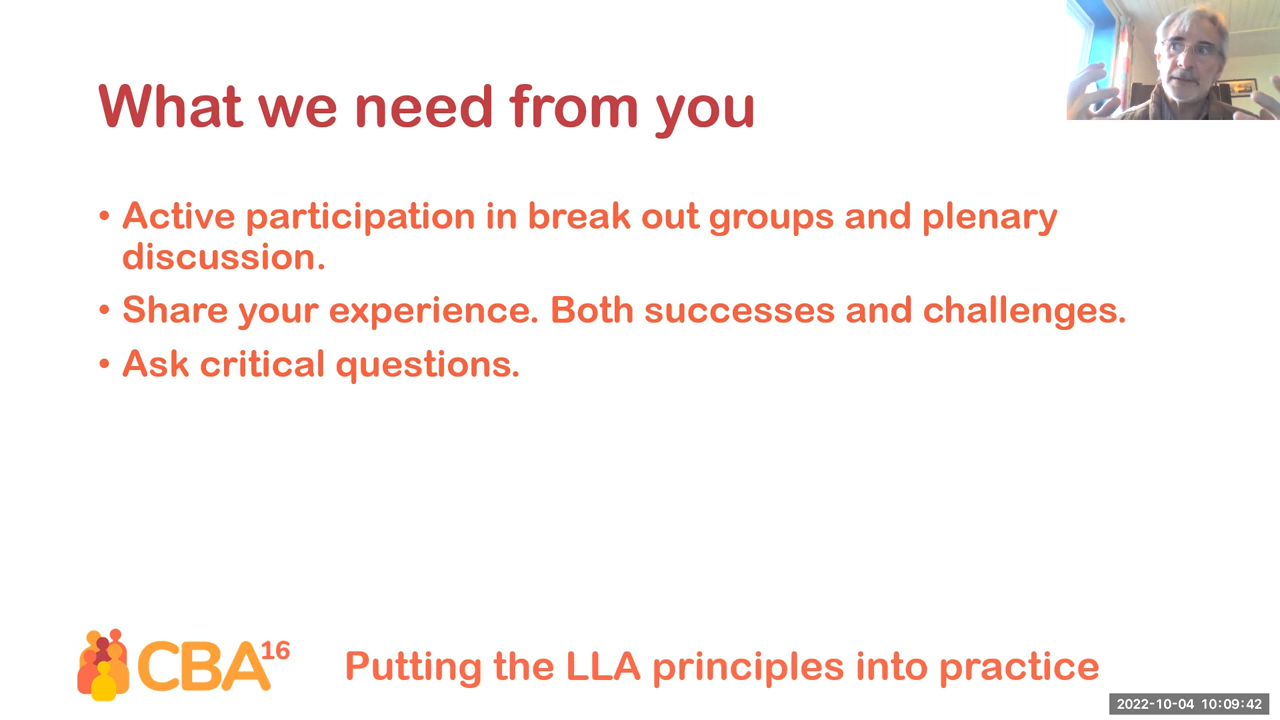 What we need from you
• Active participation in break out groups and plenary
discussion.
• Share your experience. Both successes and challenges.
• Ask critical questions.
CBA16
Putting the LLA principles into practice
2022-10-04 10:09:42